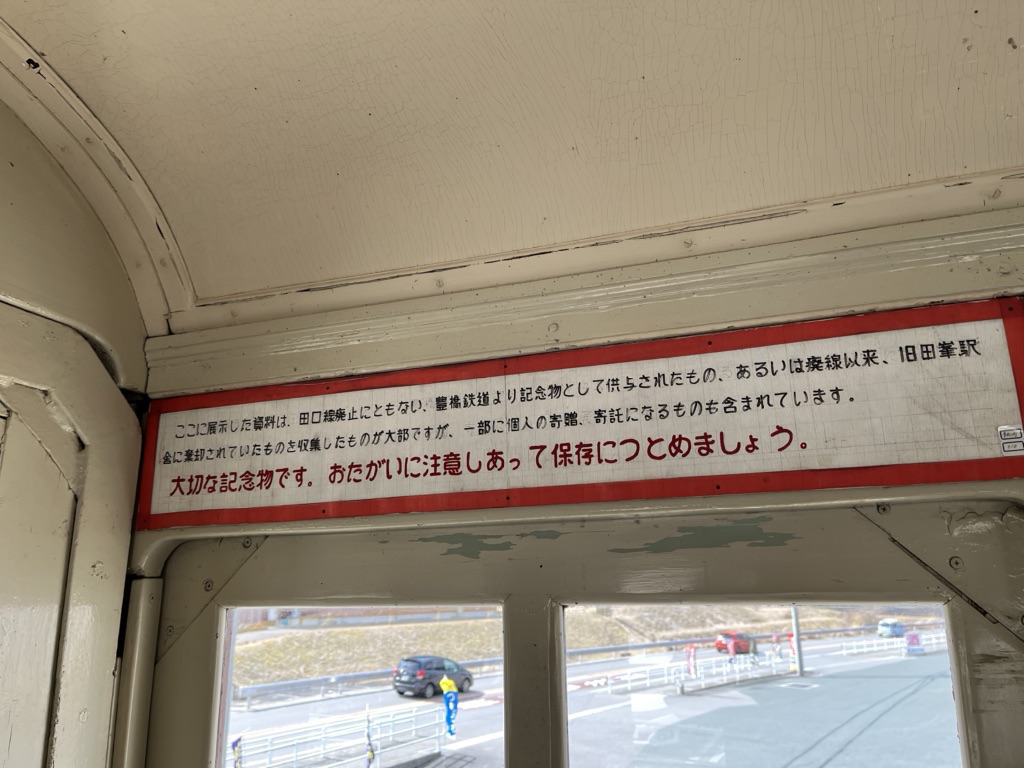 ここに展示した資料は、田口線廃止にともない、豊橋鉄道より記念物として供与されたもの、あるいは廃線以来、旧田峯駅
舎に棄却されていたものを収集したものが大部ですが、一部に個人の寄贈、寄託になるものも含まれています。
大切な記念物です。おたがいに注意しあって保存につとめましょう。